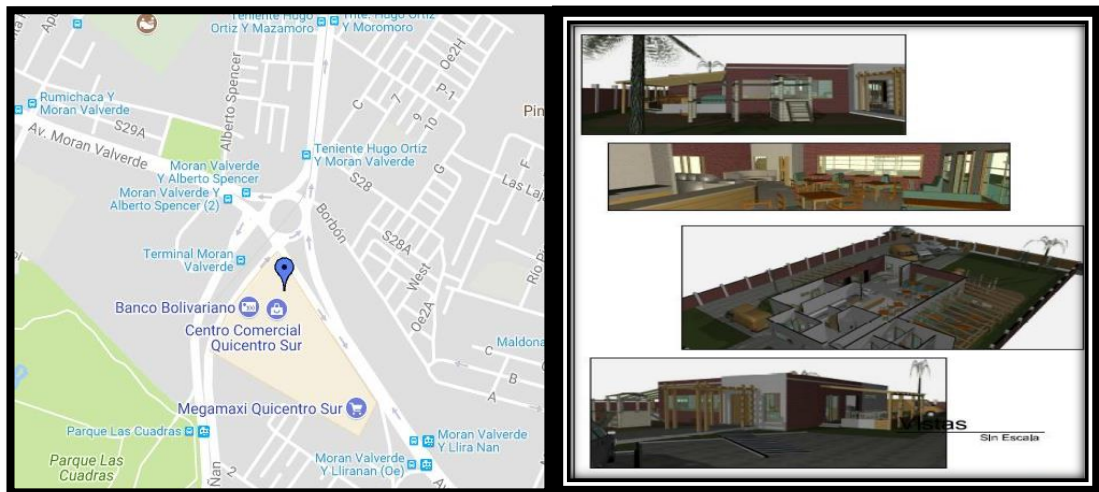 Teniente Hugo
Ortiz Y Mazamoro
Tnte. Hugo Ortiz
Y Moromoro
Oe2H
P-1
C
7
9
10
Rumichaca Y
Moran Valverde
S29A
Alberto Spencer
Av. Moran Valverde
Teniente Hugo Ortiz
Y Moran Valverde
Moran Valverde
Y Alberto Spencer
Moran Valverde Y
Alberto Spencer (2)
S28
G
F
Borbón
S28A
West
Oe2A
Terminal Moran
Valverde
Banco Bolivariano
Centro Comercial
Quicentro Sur
Maldona
C
B
A
Megamaxi Quicentro Sur
Parque Las Cuadras
Parque Las
Cuadras
Ñan
2
Moran Valverde
Y Llira Nan
Moran Valverde
Y Lliranan (Oe)
Av
Vistas
Sin Escala